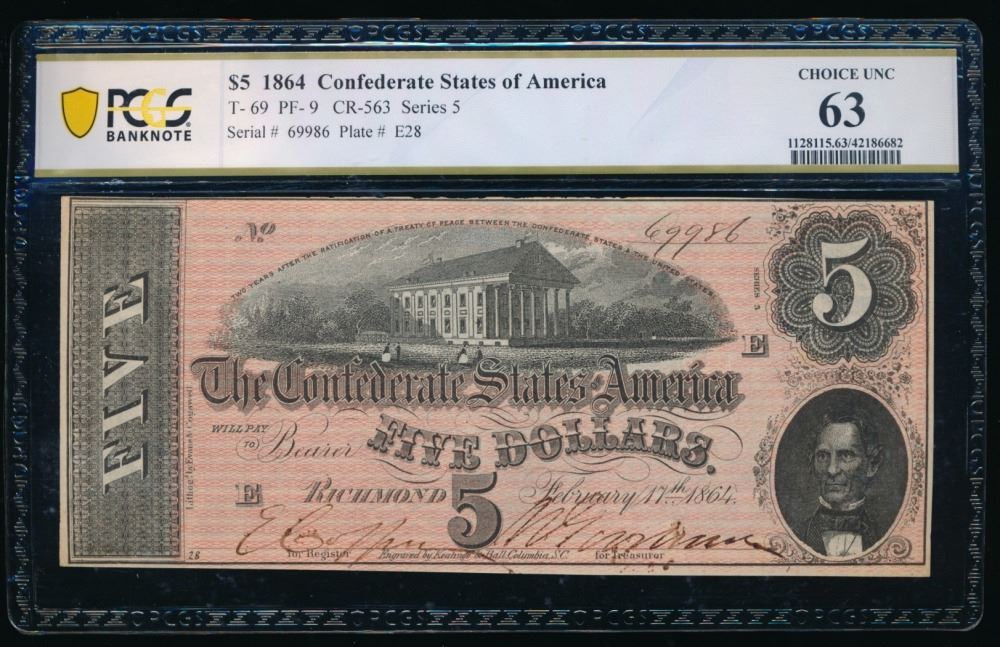 PCGS
BANKNOTE
$5 1864 Confederate States of America
T- 69 PF- 9 CR-563 Series 5
Serial # 69986 Plate # E28
CHOICE UNC
63
1128115.63/42186682
No
69986
TWO YEARS AFTER THE RATIFICATION OF A TREATY OF PEACE BETWEEN THE CONFEDERATE STATES & THE UNITED STATES
FIVE
5
SERIES 5
E
The Confederate States of America
WILL PAY
TO Bearer
FIVE DOLLARS.
E
RICHMOND
5
February 17th 1864.
28
for Register
Engraved by Keatinge & Ball, Columbia, S.C.
for Treasurer